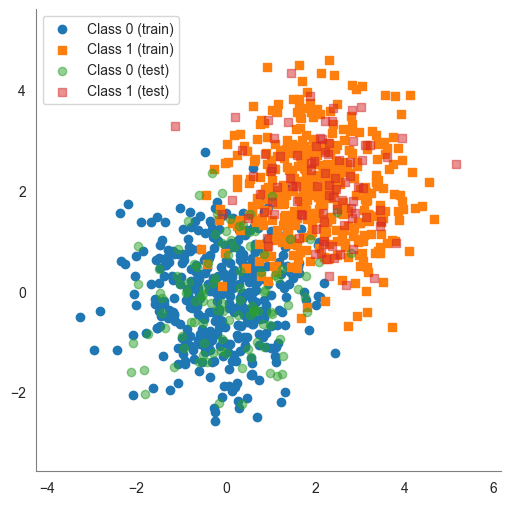 Class 0 (train)
Class 1 (train)
Class 0 (test)
Class 1 (test)
4
2
0
−2
−4 −2 0 2 4 6